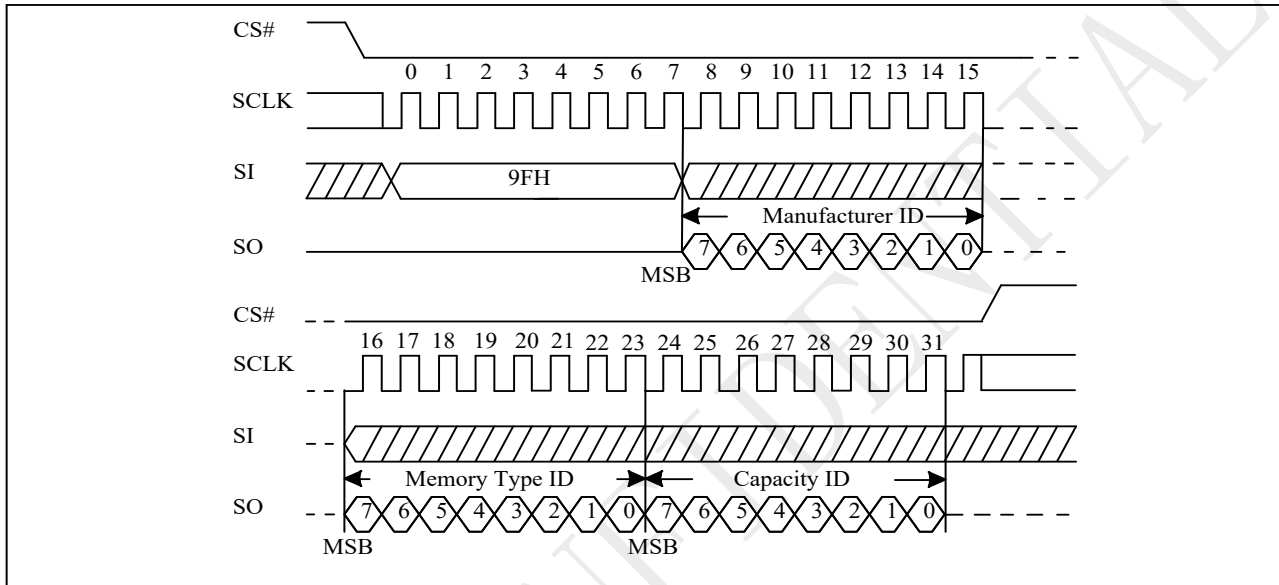 CS#
0 1 2 3 4 5 6 7 8 9 10 11 12 13 14 15
SCLK
SI
9FH
Manufacturer ID
SO
7 6 5 4 3 2 1 0
MSB
CS#
16 17 18 19 20 21 22 23 24 25 26 27 28 29 30 31
SCLK
SI
Memory Type ID Capacity ID
SO
7 6 5 4 3 2 1 0 7 6 5 4 3 2 1 0
MSB MSB
NFIDENTIAL